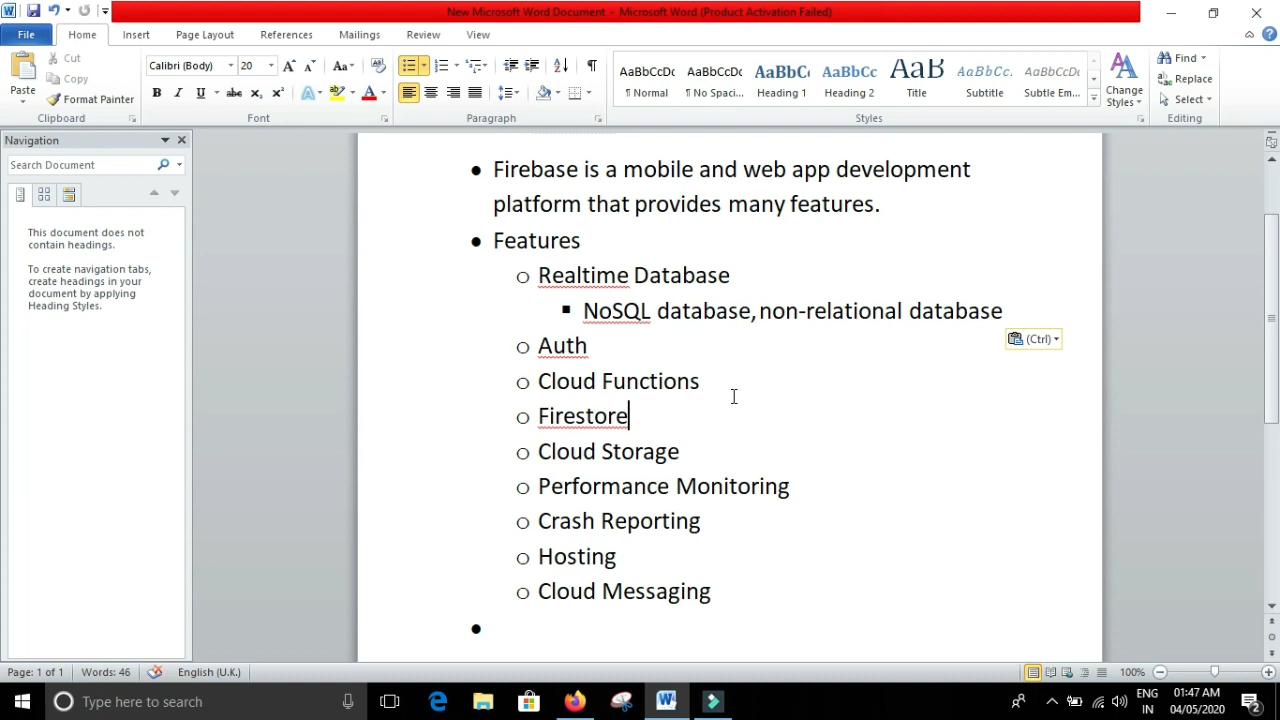 New Microsoft Word Document - Microsoft Word (Product Activation Failed)
File Home Insert Page Layout References Mailings Review View
Paste Cut Copy Format Painter
Calibri (Body) 20
AaBbCcDc AaBbCcDc AaBbCc AaBbCc AaB AaBbCc. AaBbCcDc
¶ Normal ¶ No Spaci... Heading 1 Heading 2 Title Subtitle Subtle Em...
Change Styles
Find
Replace
Select
Clipboard Font Paragraph Styles Editing
Navigation
Search Document
This document does not
contain headings.
To create navigation tabs,
create headings in your
document by applying
Heading Styles.
• Firebase is a mobile and web app development
platform that provides many features.
• Features
o Realtime Database
▪ NoSQL database, non-relational database
(Ctrl)
o Auth
o Cloud Functions
o Firestore
o Cloud Storage
o Performance Monitoring
o Crash Reporting
o Hosting
o Cloud Messaging
•
Page: 1 of 1 Words: 46 English (U.K.) 100%
Type here to search
ENG
IN
01:47 AM
04/05/2020
2